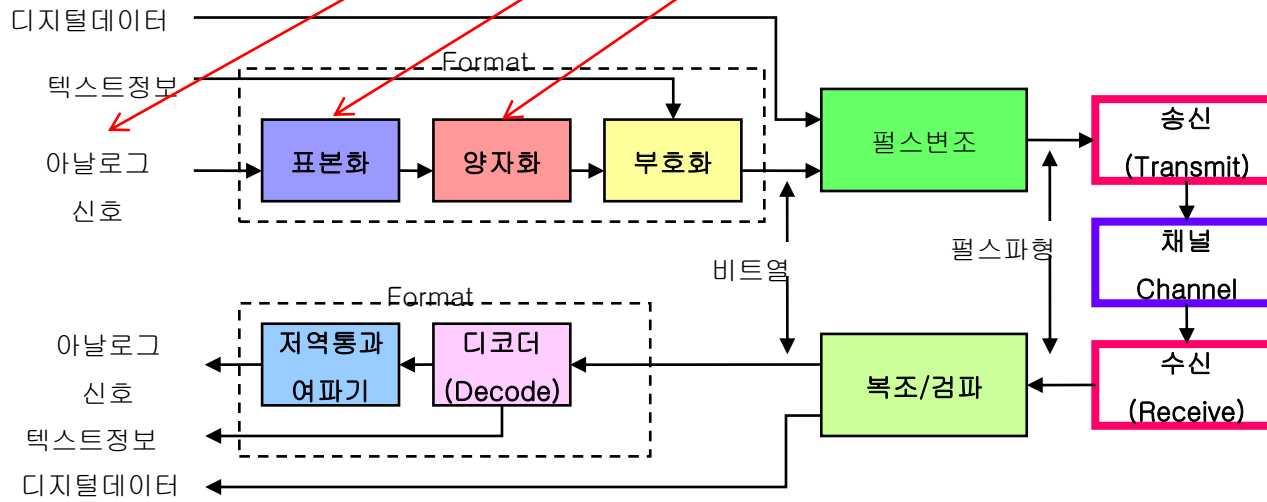 디지털데이터
Format
텍스트정보
아날로그
신호
표본화
양자화
부호화
펄스변조
송신
(Transmit)
비트열
펄스파형
채널
Channel
Format
아날로그
신호
저역통과
여파기
디코더
(Decode)
복조/검파
수신
(Receive)
텍스트정보
디지털데이터